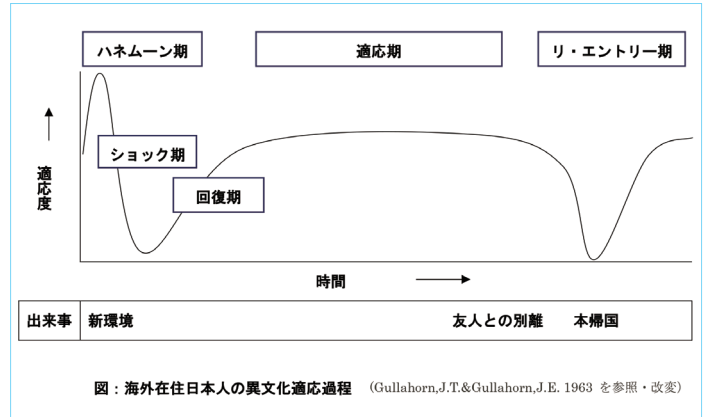 ハネムーン期 適応期 リ・エントリー期
ショック期
回復期
適応度
時間
出来事 新環境 友人との別離 本帰国
図：海外在住日本人の異文化適応過程 (Gullahorn,J.T.&Gullahorn,J.E. 1963 を参照・改変)